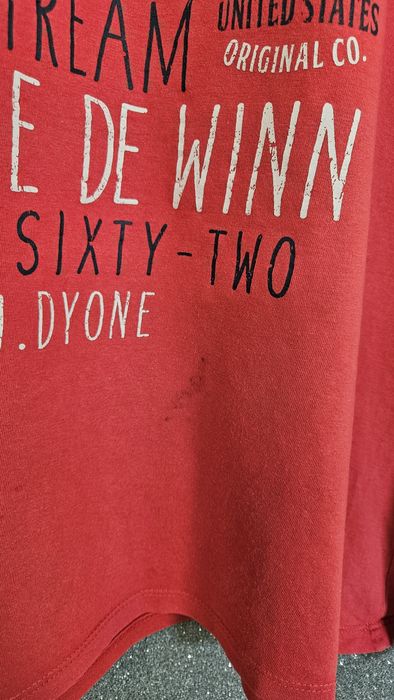 TREAM
UNITED STATES
ORIGINAL CO.
E DE WINN
SIXTY-TWO
.DYONE